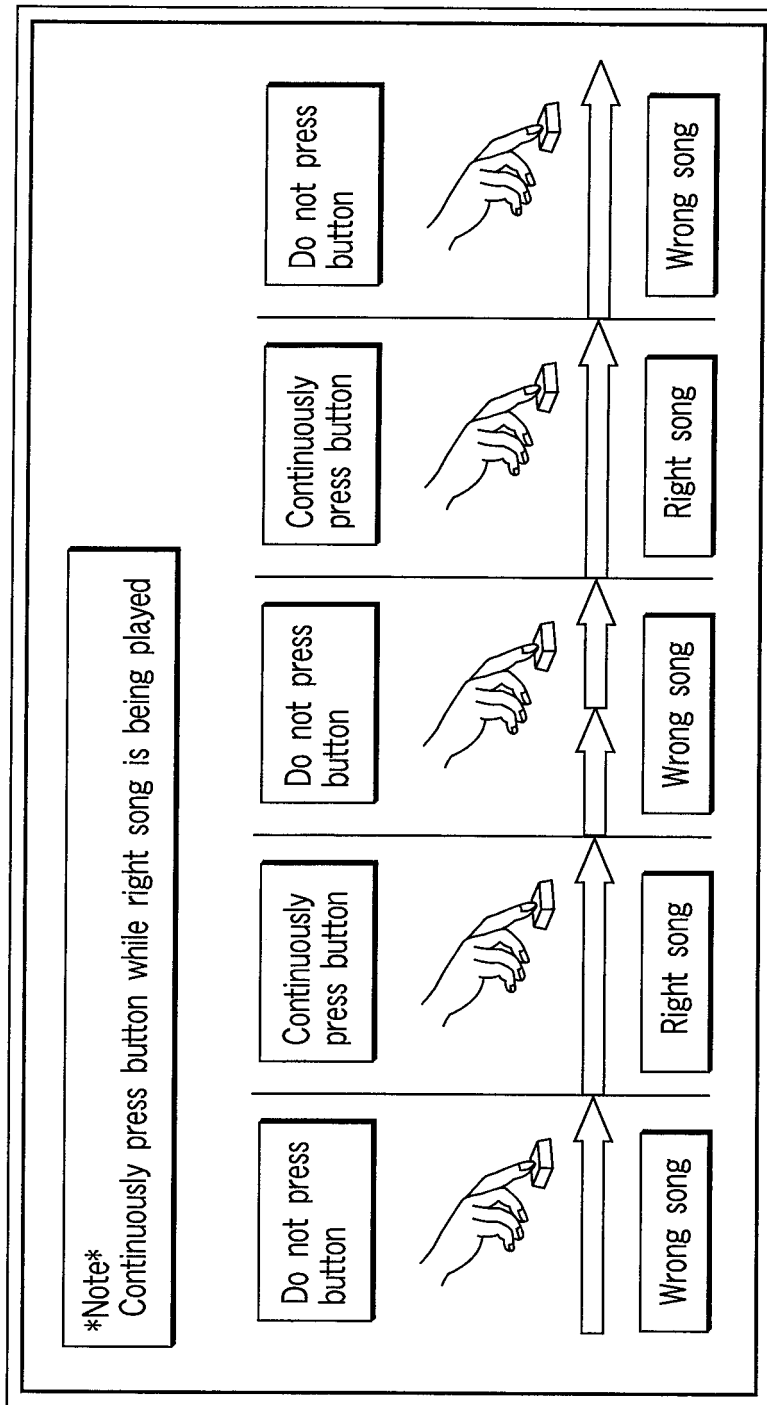 *Note*
Continuously press button while right song is being played
Do not press
button
Continuously
press button
Do not press
button
Continuously
press button
Do not press
button
Wrong song
Right song
Wrong song
Right song
Wrong song